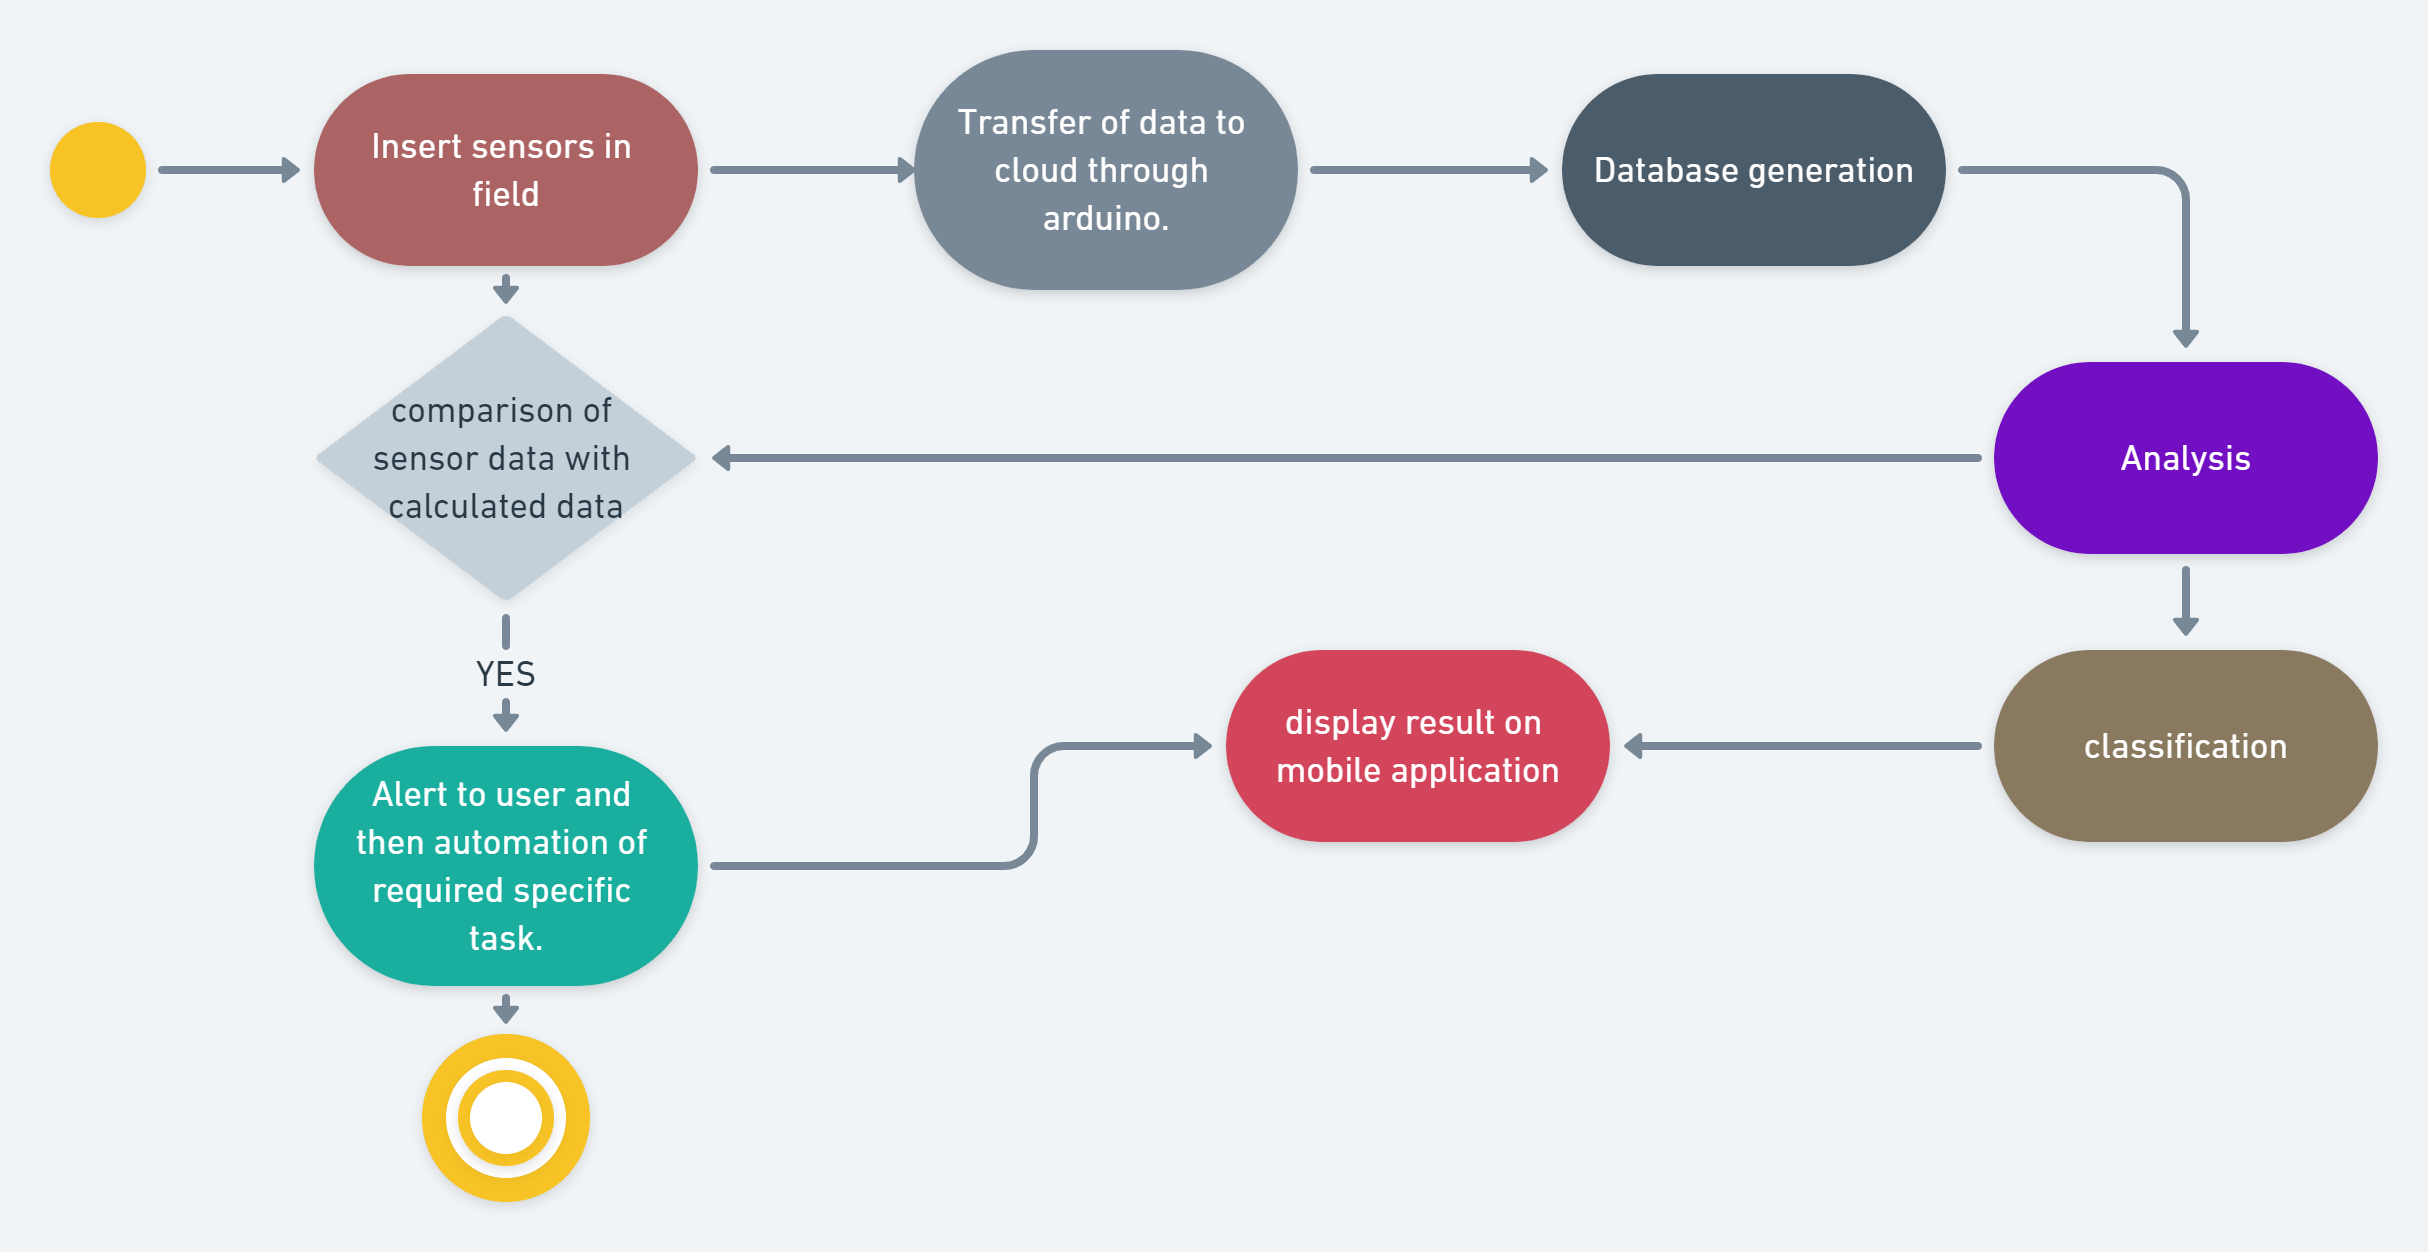 Insert sensors in
field
Transfer of data to
cloud through
arduino.
Database generation
comparison of
sensor data with
calculated data
Analysis
YES
display result on
mobile application
classification
Alert to user and
then automation of
required specific
task.